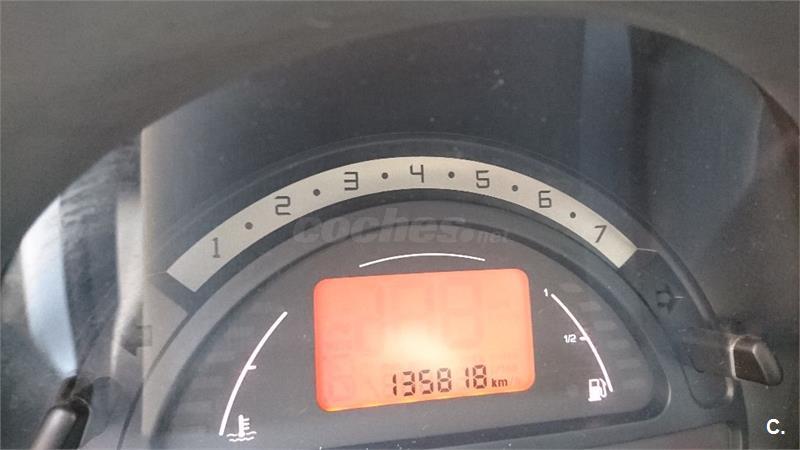 1 • 2 • 3 • 4 • 5 • 6 • 7
coches.net
1
1/2
135818 km
C.